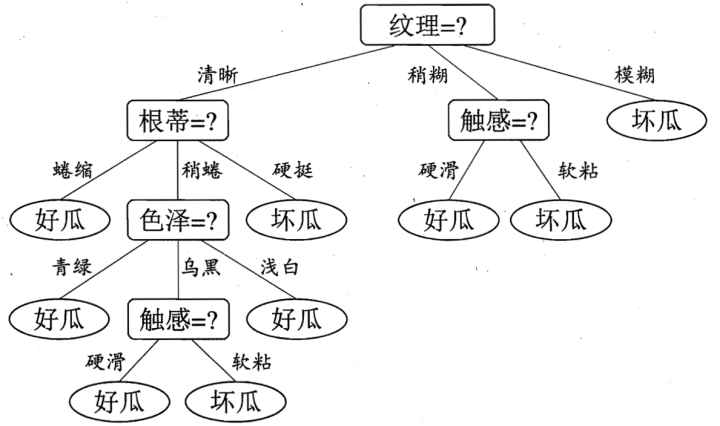 纹理=?
清晰 稍糊 模糊
根蒂=? 触感=? 坏瓜
蜷缩 稍蜷 硬挺 硬滑 软粘
好瓜 色泽=? 坏瓜 好瓜 坏瓜
青绿 乌黑 浅白
好瓜 触感=? 好瓜
硬滑 软粘
好瓜 坏瓜